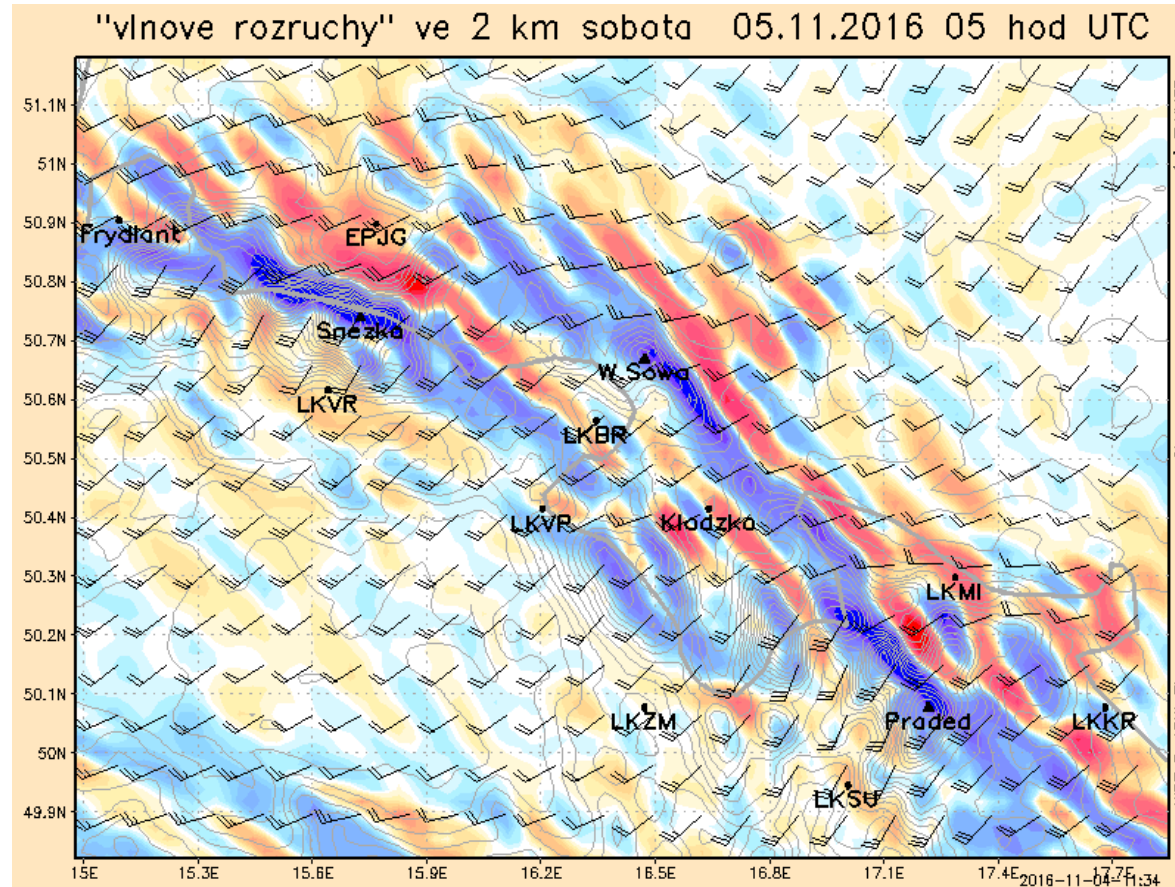 "vlnove rozruchy" ve 2 km sobota 05.11.2016 05 hod UTC
51.1N
51N
50.9N
Frydlant
EPJG
50.8N
Snezka
50.7N
W Sowa
LKVR
50.6N
LKBR
50.5N
50.4N
LKVP
Kłodzko
50.3N
LKMI
50.2N
50.1N
LKZM
Praded
LKKR
50N
LKSU
49.9N
15E 15.3E 15.6E 15.9E 16.2E 16.5E 16.8E 17.1E 17.4E 17.7E
2016-11-04-11:34